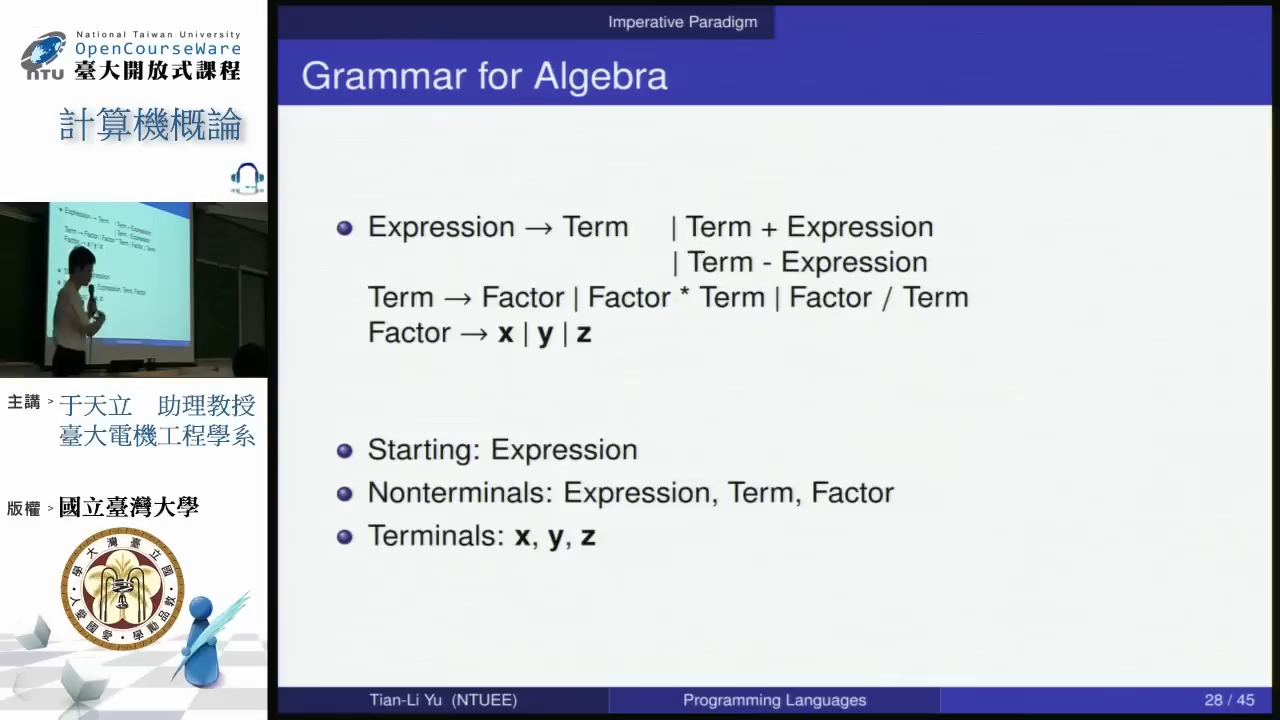 National Taiwan University
OpenCourseWare
NTU 臺大開放式課程
計算機概論
主講 > 于天立 助理教授
臺大電機工程學系
版權 > 國立臺灣大學
Imperative Paradigm
Grammar for Algebra
Expression → Term | Term + Expression
| Term - Expression
Term → Factor | Factor * Term | Factor / Term
Factor → x | y | z
Starting: Expression
Nonterminals: Expression, Term, Factor
Terminals: x, y, z
Tian-Li Yu (NTUEE) Programming Languages 28 / 45